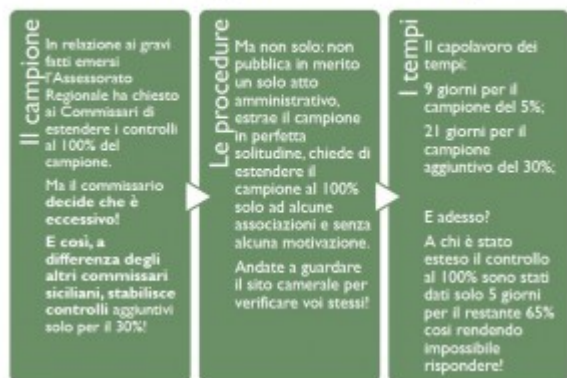 Il campione
In relazione ai gravi
fatti emersi
l'Assessorato
Regionale ha chiesto
ai Commissari di
estendere i controlli
al 100% del
campione.
Ma il commissario
decide che è
eccessivo!
E così, a
differenza degli
altri commissari
siciliani, stabilisce
controlli aggiuntivi
solo per il 30%!
Le procedure
Ma non solo: non
pubblica in merito
un solo atto
amministrativo,
estrae il campione
in perfetta
solitudine, chiede di
estendere il
campione al 100%
solo ad alcune
associazioni e senza
alcuna motivazione.
Andate a guardare
il sito camerale per
verificare voi stessi!
I tempi
Il capolavoro dei
tempi:
9 giorni per il
campione del 5%;
21 giorni per il
campione
aggiuntivo del 30%;
E adesso?
A chi è stato
esteso il controllo
al 100% sono stati
dati solo 5 giorni
per il restante 65%
così rendendo
impossibile
rispondere!